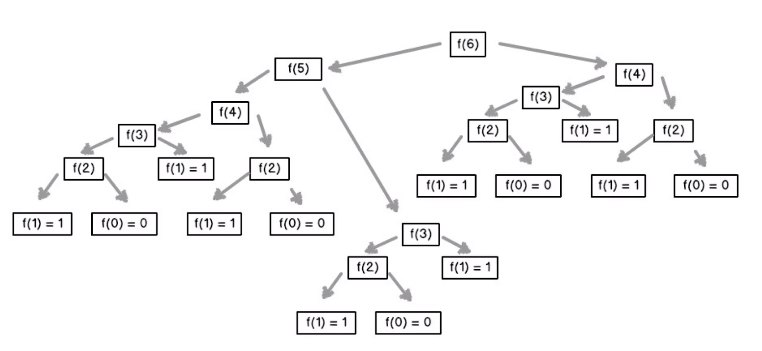 f(6)
f(5)
f(4)
f(4)
f(3)
f(3)
f(2)
f(1) = 1
f(2)
f(2)
f(1) = 1
f(2)
f(1) = 1
f(0) = 0
f(1) = 1
f(0) = 0
f(1) = 1
f(0) = 0
f(1) = 1
f(0) = 0
f(3)
f(2)
f(1) = 1
f(1) = 1
f(0) = 0